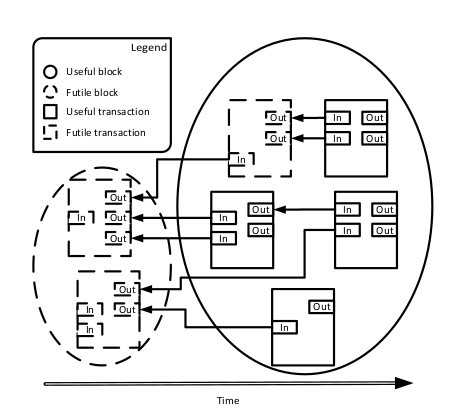 Legend
Useful block
Futile block
Useful transaction
Futile transaction
Out In Out
Out In Out
In
Out
In Out
Out
In Out In Out
In Out In Out
Out
In Out
In
Out
In
Time